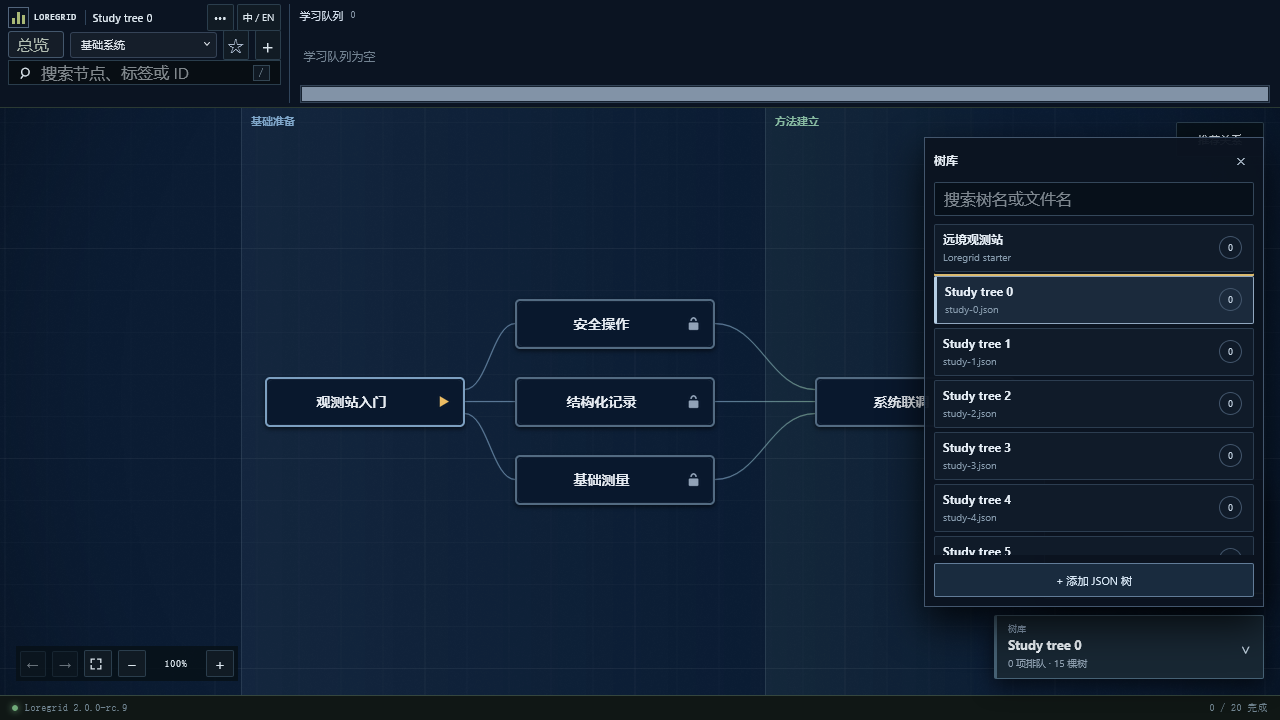 LOREGRID
Study tree 0
•••
中 / EN
总览
基础系统
搜索节点、标签或 ID
/
学习队列 0
学习队列为空
基础准备
方法建立
观测站入门
安全操作
结构化记录
基础测量
系统联调
树库
搜索树名或文件名
远境观测站
Loregrid starter
0
Study tree 0
study-0.json
0
Study tree 1
study-1.json
0
Study tree 2
study-2.json
0
Study tree 3
study-3.json
0
Study tree 4
study-4.json
0
Study tree 5
+ 添加 JSON 树
树库
Study tree 0
0 项排队 · 15 棵树
100%
Loregrid 2.0.0-rc.9
0 / 20 完成